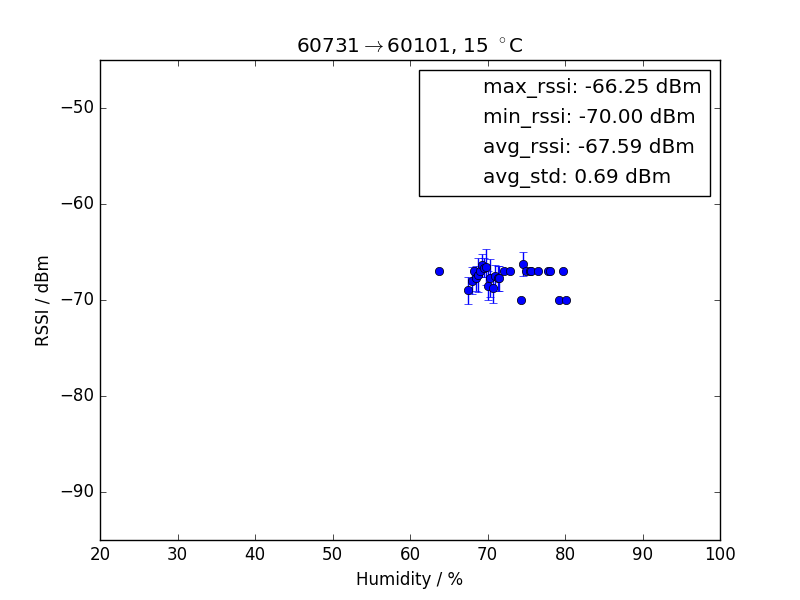 60731→60101, 15 °C
max_rssi: -66.25 dBm
min_rssi: -70.00 dBm
avg_rssi: -67.59 dBm
avg_std: 0.69 dBm
−50
−60
−70
−80
−90
RSSI / dBm
20 30 40 50 60 70 80 90 100
Humidity / %